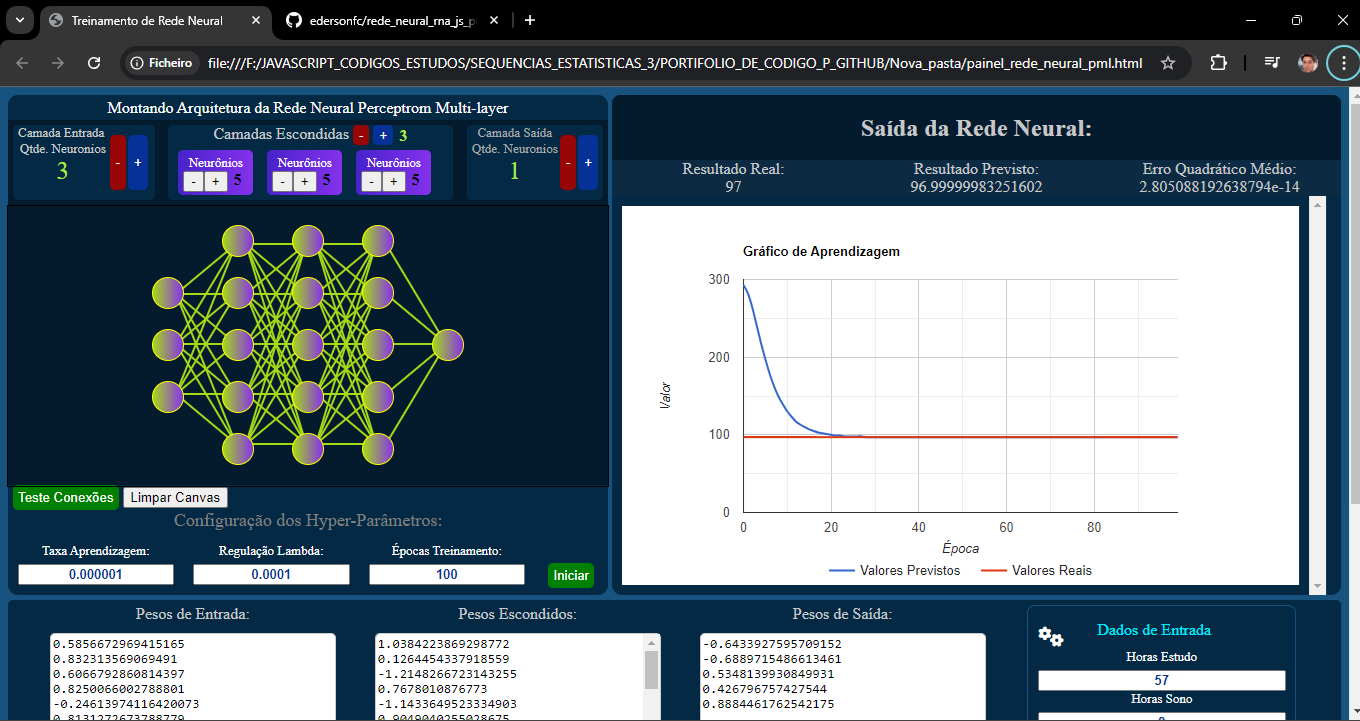 Treinamento de Rede Neural
edersonfc/rede_neural_rna_js_p
Ficheiro
file:///F:/JAVASCRIPT_CODIGOS_ESTUDOS/SEQUENCIAS_ESTATISTICAS_3/PORTIFOLIO_DE_CODIGO_P_GITHUB/Nova_pasta/painel_rede_neural_pml.html
Montando Arquitetura da Rede Neural Perceptrom Multi-layer
Camada Entrada
Qtde. Neuronios
3
-
+
Camadas Escondidas - + 3
Neurônios
- + 5
Neurônios
- + 5
Neurônios
- + 5
Camada Saída
Qtde. Neuronios
1
-
+
Teste Conexões
Limpar Canvas
Configuração dos Hyper-Parâmetros:
Taxa Aprendizagem:
0.000001
Regulação Lambda:
0.0001
Épocas Treinamento:
100
Iniciar
Saída da Rede Neural:
Resultado Real:
97
Resultado Previsto:
96.99999983251602
Erro Quadrático Médio:
2.805088192638794e-14
Gráfico de Aprendizagem
300
200
100
0
Valor
0 20 40 60 80
Época
Valores Previstos
Valores Reais
Pesos de Entrada:
0.5856672969415165
0.832313569069491
0.6066792860814397
0.8250066002788801
-0.24613974116420073
0.8131272673788779
Pesos Escondidos:
1.0384223869298772
0.1264454337918559
-1.2148266723143255
0.7678010876773
-1.1433649523334903
0.9049040255028675
Pesos de Saída:
-0.6433927595709152
-0.6889715486613461
0.5348139930849931
0.426796757427544
0.8884461762542175
Dados de Entrada
Horas Estudo
57
Horas Sono